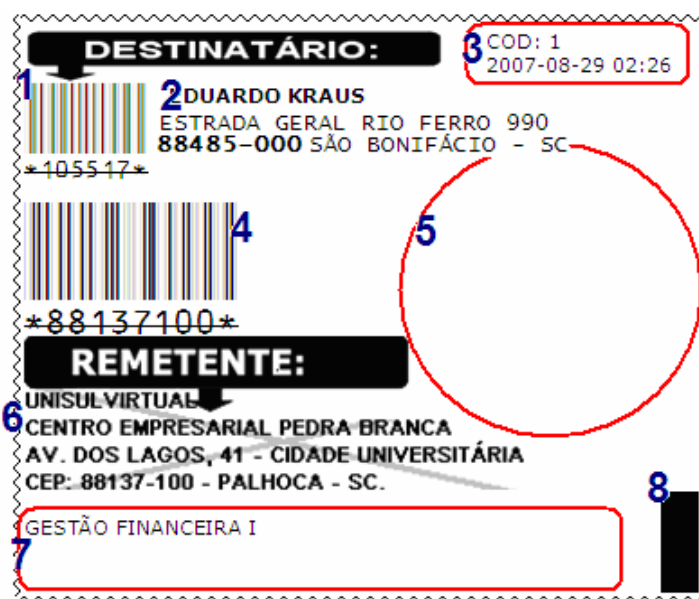 DESTINATÁRIO:
3 COD: 1
2007-08-29 02:26
1
2 EDUARDO KRAUS
ESTRADA GERAL RIO FERRO 990
88485-000 SÃO BONIFÁCIO - SC
*105517*
4
5
*88137100*
REMETENTE:
UNISULVIRTUAL
6 CENTRO EMPRESARIAL PEDRA BRANCA
AV. DOS LAGOS, 41 - CIDADE UNIVERSITÁRIA
CEP: 88137-100 - PALHOCA - SC.
8
GESTÃO FINANCEIRA I
7